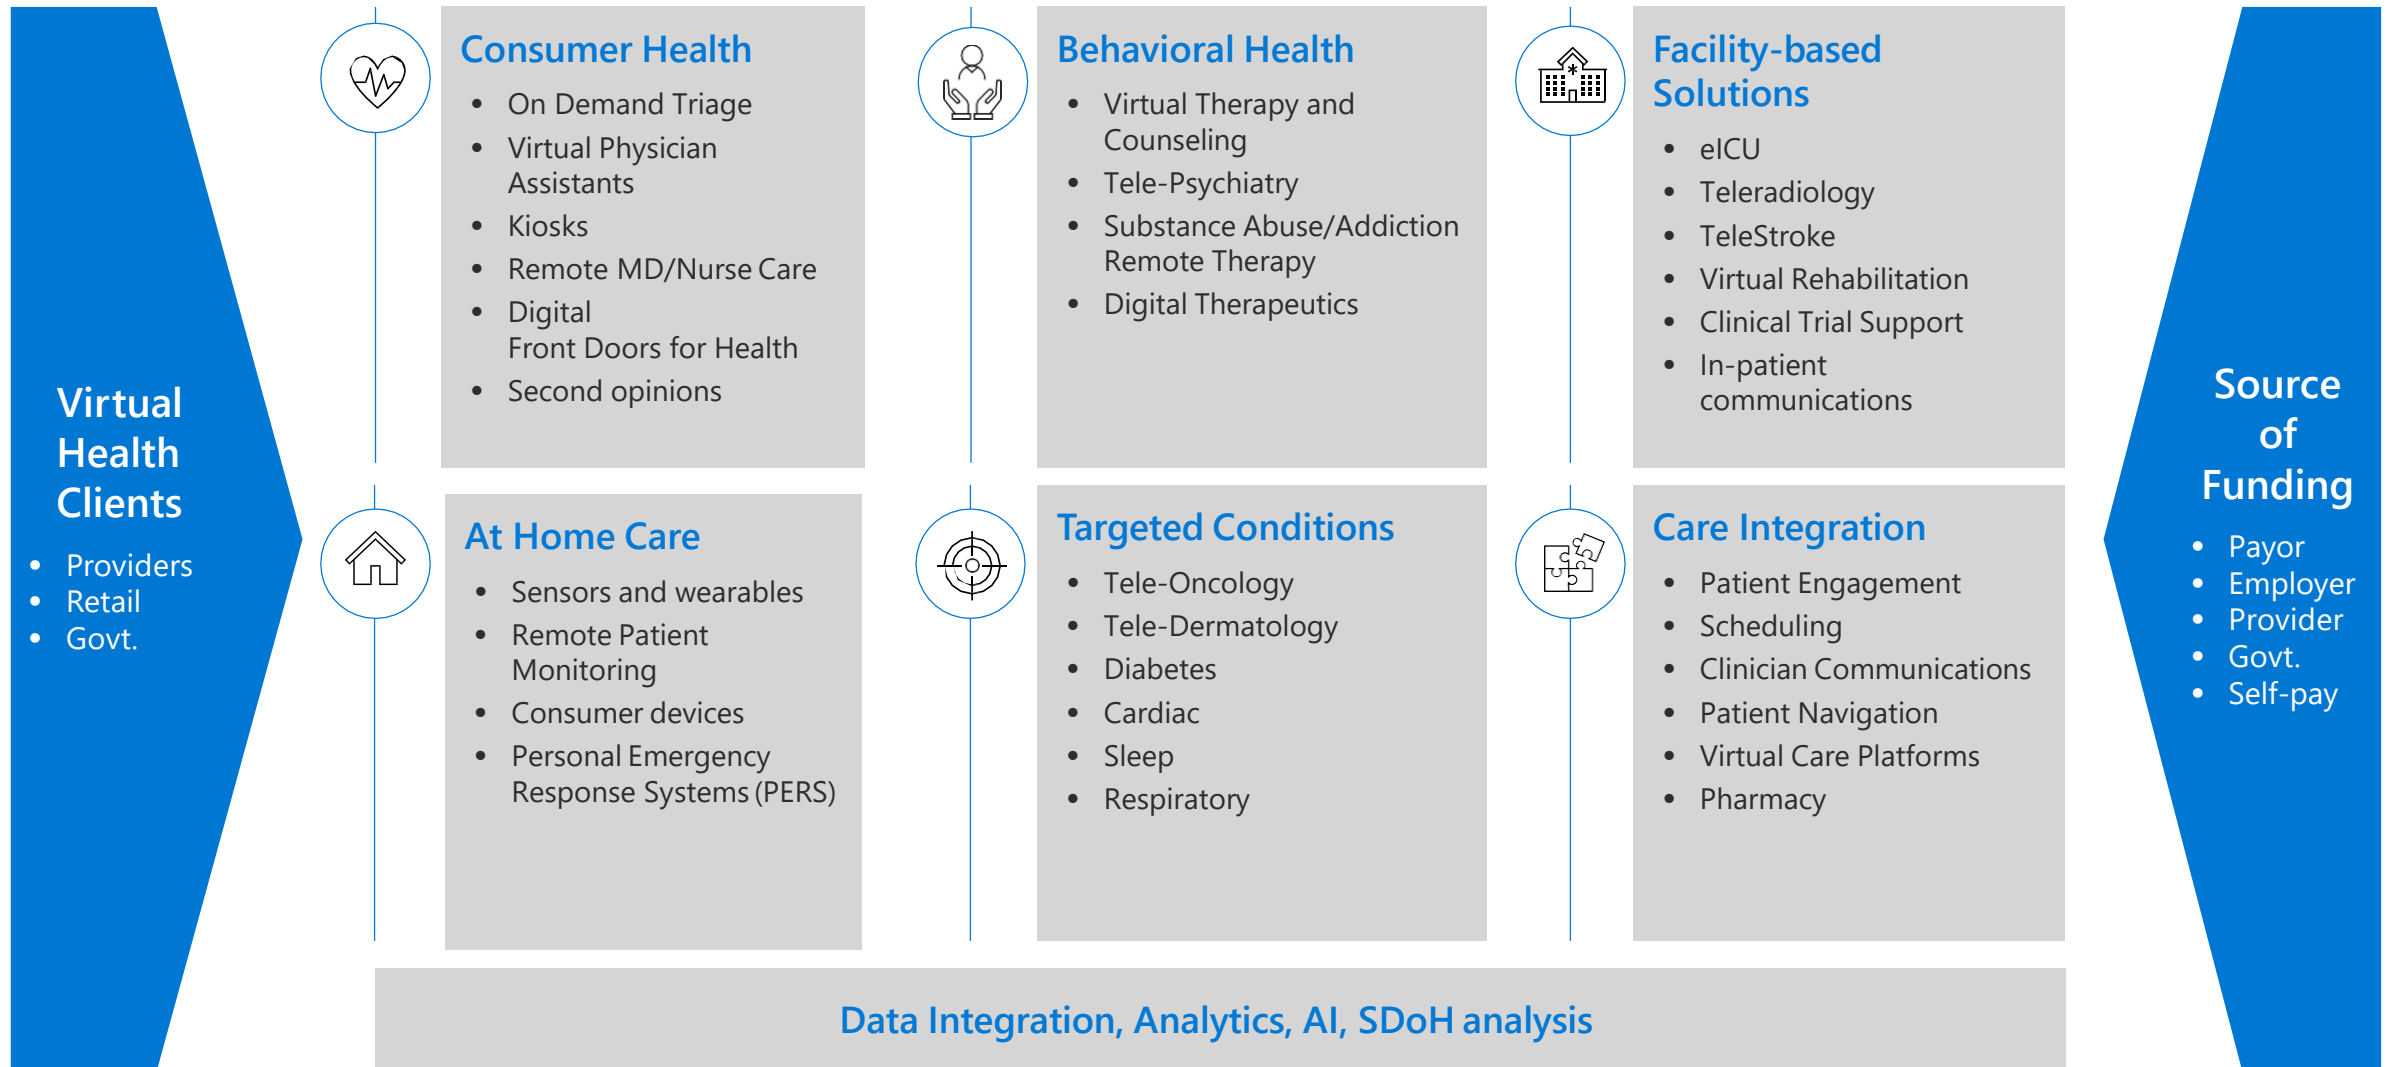 Virtual
Health
Clients
• Providers
• Retail
• Govt.
Consumer Health
• On Demand Triage
• Virtual Physician
Assistants
• Kiosks
• Remote MD/Nurse Care
• Digital
Front Doors for Health
• Second opinions
Behavioral Health
• Virtual Therapy and
Counseling
• Tele-Psychiatry
• Substance Abuse/Addiction
Remote Therapy
• Digital Therapeutics
Facility-based
Solutions
• eICU
• Teleradiology
• TeleStroke
• Virtual Rehabilitation
• Clinical Trial Support
• In-patient
communications
At Home Care
• Sensors and wearables
• Remote Patient
Monitoring
• Consumer devices
• Personal Emergency
Response Systems (PERS)
Targeted Conditions
• Tele-Oncology
• Tele-Dermatology
• Diabetes
• Cardiac
• Sleep
• Respiratory
Care Integration
• Patient Engagement
• Scheduling
• Clinician Communications
• Patient Navigation
• Virtual Care Platforms
• Pharmacy
Source
of
Funding
• Payor
• Employer
• Provider
• Govt.
• Self-pay
Data Integration, Analytics, AI, SDoH analysis